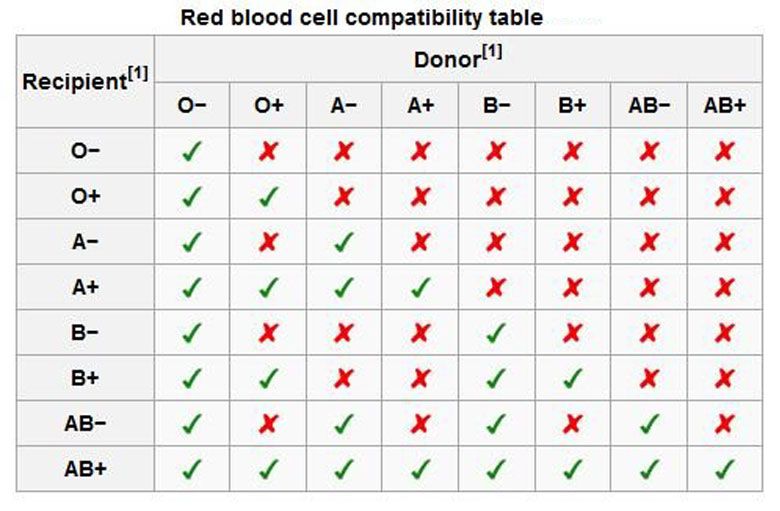 Red blood cell compatibility table
Recipient[1]
Donor[1]
O− O+ A− A+ B− B+ AB− AB+
O− ✓ ✗ ✗ ✗ ✗ ✗ ✗ ✗
O+ ✓ ✓ ✗ ✗ ✗ ✗ ✗ ✗
A− ✓ ✗ ✓ ✗ ✗ ✗ ✗ ✗
A+ ✓ ✓ ✓ ✓ ✗ ✗ ✗ ✗
B− ✓ ✗ ✗ ✗ ✓ ✗ ✗ ✗
B+ ✓ ✓ ✗ ✗ ✓ ✓ ✗ ✗
AB− ✓ ✗ ✓ ✗ ✓ ✗ ✓ ✗
AB+ ✓ ✓ ✓ ✓ ✓ ✓ ✓ ✓